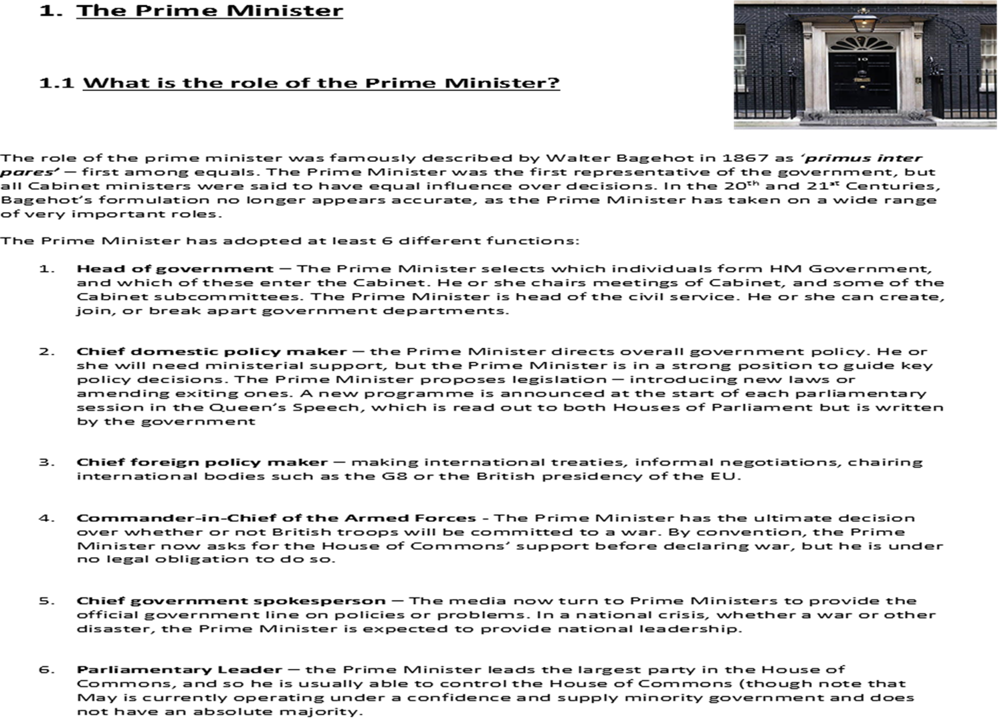 1. The Prime Minister
1.1 What is the role of the Prime Minister?
10
The role of the prime minister was famously described by Walter Bagehot in 1867 as ‘primus inter
pares’ – first among equals. The Prime Minister was the first representative of the government, but
all Cabinet ministers were said to have equal influence over decisions. In the 20th and 21st Centuries,
Bagehot’s formulation no longer appears accurate, as the Prime Minister has taken on a wide range
of very important roles.
The Prime Minister has adopted at least 6 different functions:
1. Head of government – The Prime Minister selects which individuals form HM Government,
and which of these enter the Cabinet. He or she chairs meetings of Cabinet, and some of the
Cabinet subcommittees. The Prime Minister is head of the civil service. He or she can create,
join, or break apart government departments.
2. Chief domestic policy maker – the Prime Minister directs overall government policy. He or
she will need ministerial support, but the Prime Minister is in a strong position to guide key
policy decisions. The Prime Minister proposes legislation – introducing new laws or
amending exiting ones. A new programme is announced at the start of each parliamentary
session in the Queen’s Speech, which is read out to both Houses of Parliament but is written
by the government
3. Chief foreign policy maker – making international treaties, informal negotiations, chairing
international bodies such as the G8 or the British presidency of the EU.
4. Commander-in-Chief of the Armed Forces - The Prime Minister has the ultimate decision
over whether or not British troops will be committed to a war. By convention, the Prime
Minister now asks for the House of Commons’ support before declaring war, but he is under
no legal obligation to do so.
5. Chief government spokesperson – The media now turn to Prime Ministers to provide the
official government line on policies or problems. In a national crisis, whether a war or other
disaster, the Prime Minister is expected to provide national leadership.
6. Parliamentary Leader – the Prime Minister leads the largest party in the House of
Commons, and so he is usually able to control the House of Commons (though note that
May is currently operating under a confidence and supply minority government and does
not have an absolute majority.